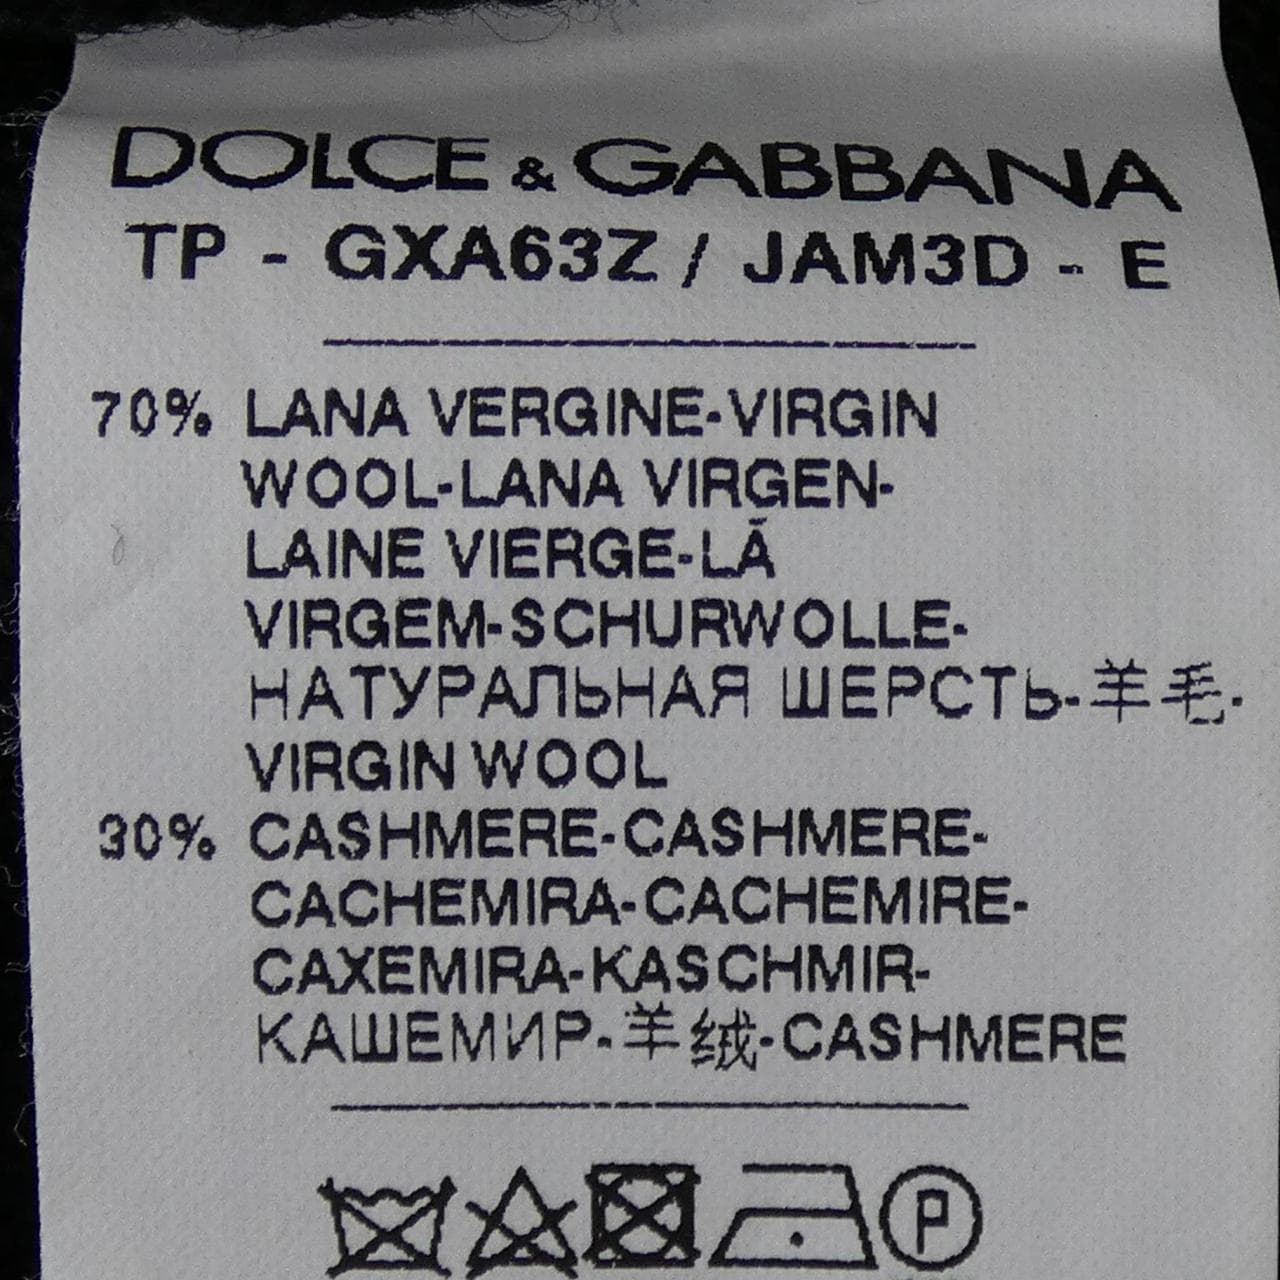 DOLCE & GABBANA
TP - GXA63Z / JAM3D - E
70% LANA VERGINE-VIRGIN
WOOL-LANA VIRGEN-
LAINE VIERGE-LÃ
VIRGEM-SCHURWOLLE-
НАТУРАЛЬНАЯ ШЕРСТЬ-羊毛-
VIRGIN WOOL
30% CASHMERE-CASHMERE-
CACHEMIRA-CACHEMIRE-
CAXEMIRA-KASCHMIR-
КАШЕМИР-羊绒-CASHMERE
P